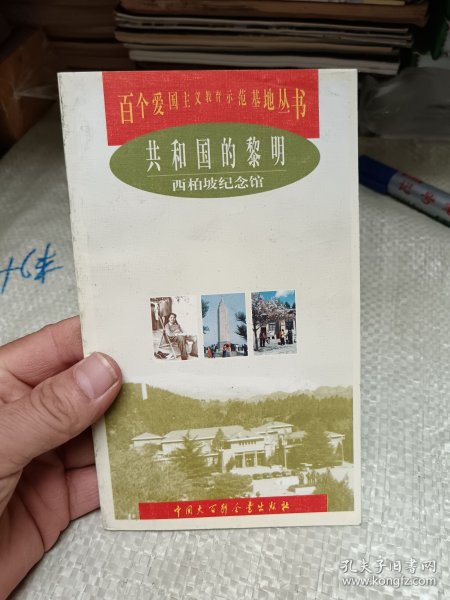 百个爱国主义教育示范基地丛书
共和国的黎明
西柏坡纪念馆
中国大百科全书出版社
孔夫子旧书网
www.kongfz.com